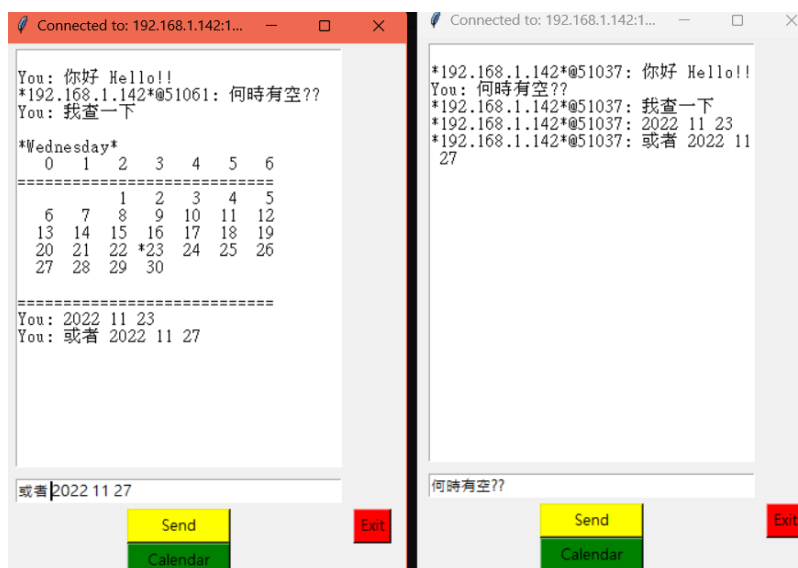 Connected to: 192.168.1.142:1...
You: 你好 Hello!!
*192.168.1.142*@51061: 何時有空??
You: 我查一下
*Wednesday*
0 1 2 3 4 5 6
============================
1 2 3 4 5
6 7 8 9 10 11 12
13 14 15 16 17 18 19
20 21 22 *23 24 25 26
27 28 29 30
============================
You: 2022 11 23
You: 或者 2022 11 27
或者2022 11 27
Send
Exit
Calendar
Connected to: 192.168.1.142:1...
*192.168.1.142*@51037: 你好 Hello!!
You: 何時有空??
*192.168.1.142*@51037: 我查一下
*192.168.1.142*@51037: 2022 11 23
*192.168.1.142*@51037: 或者 2022 11
27
何時有空??
Send
Exit
Calendar